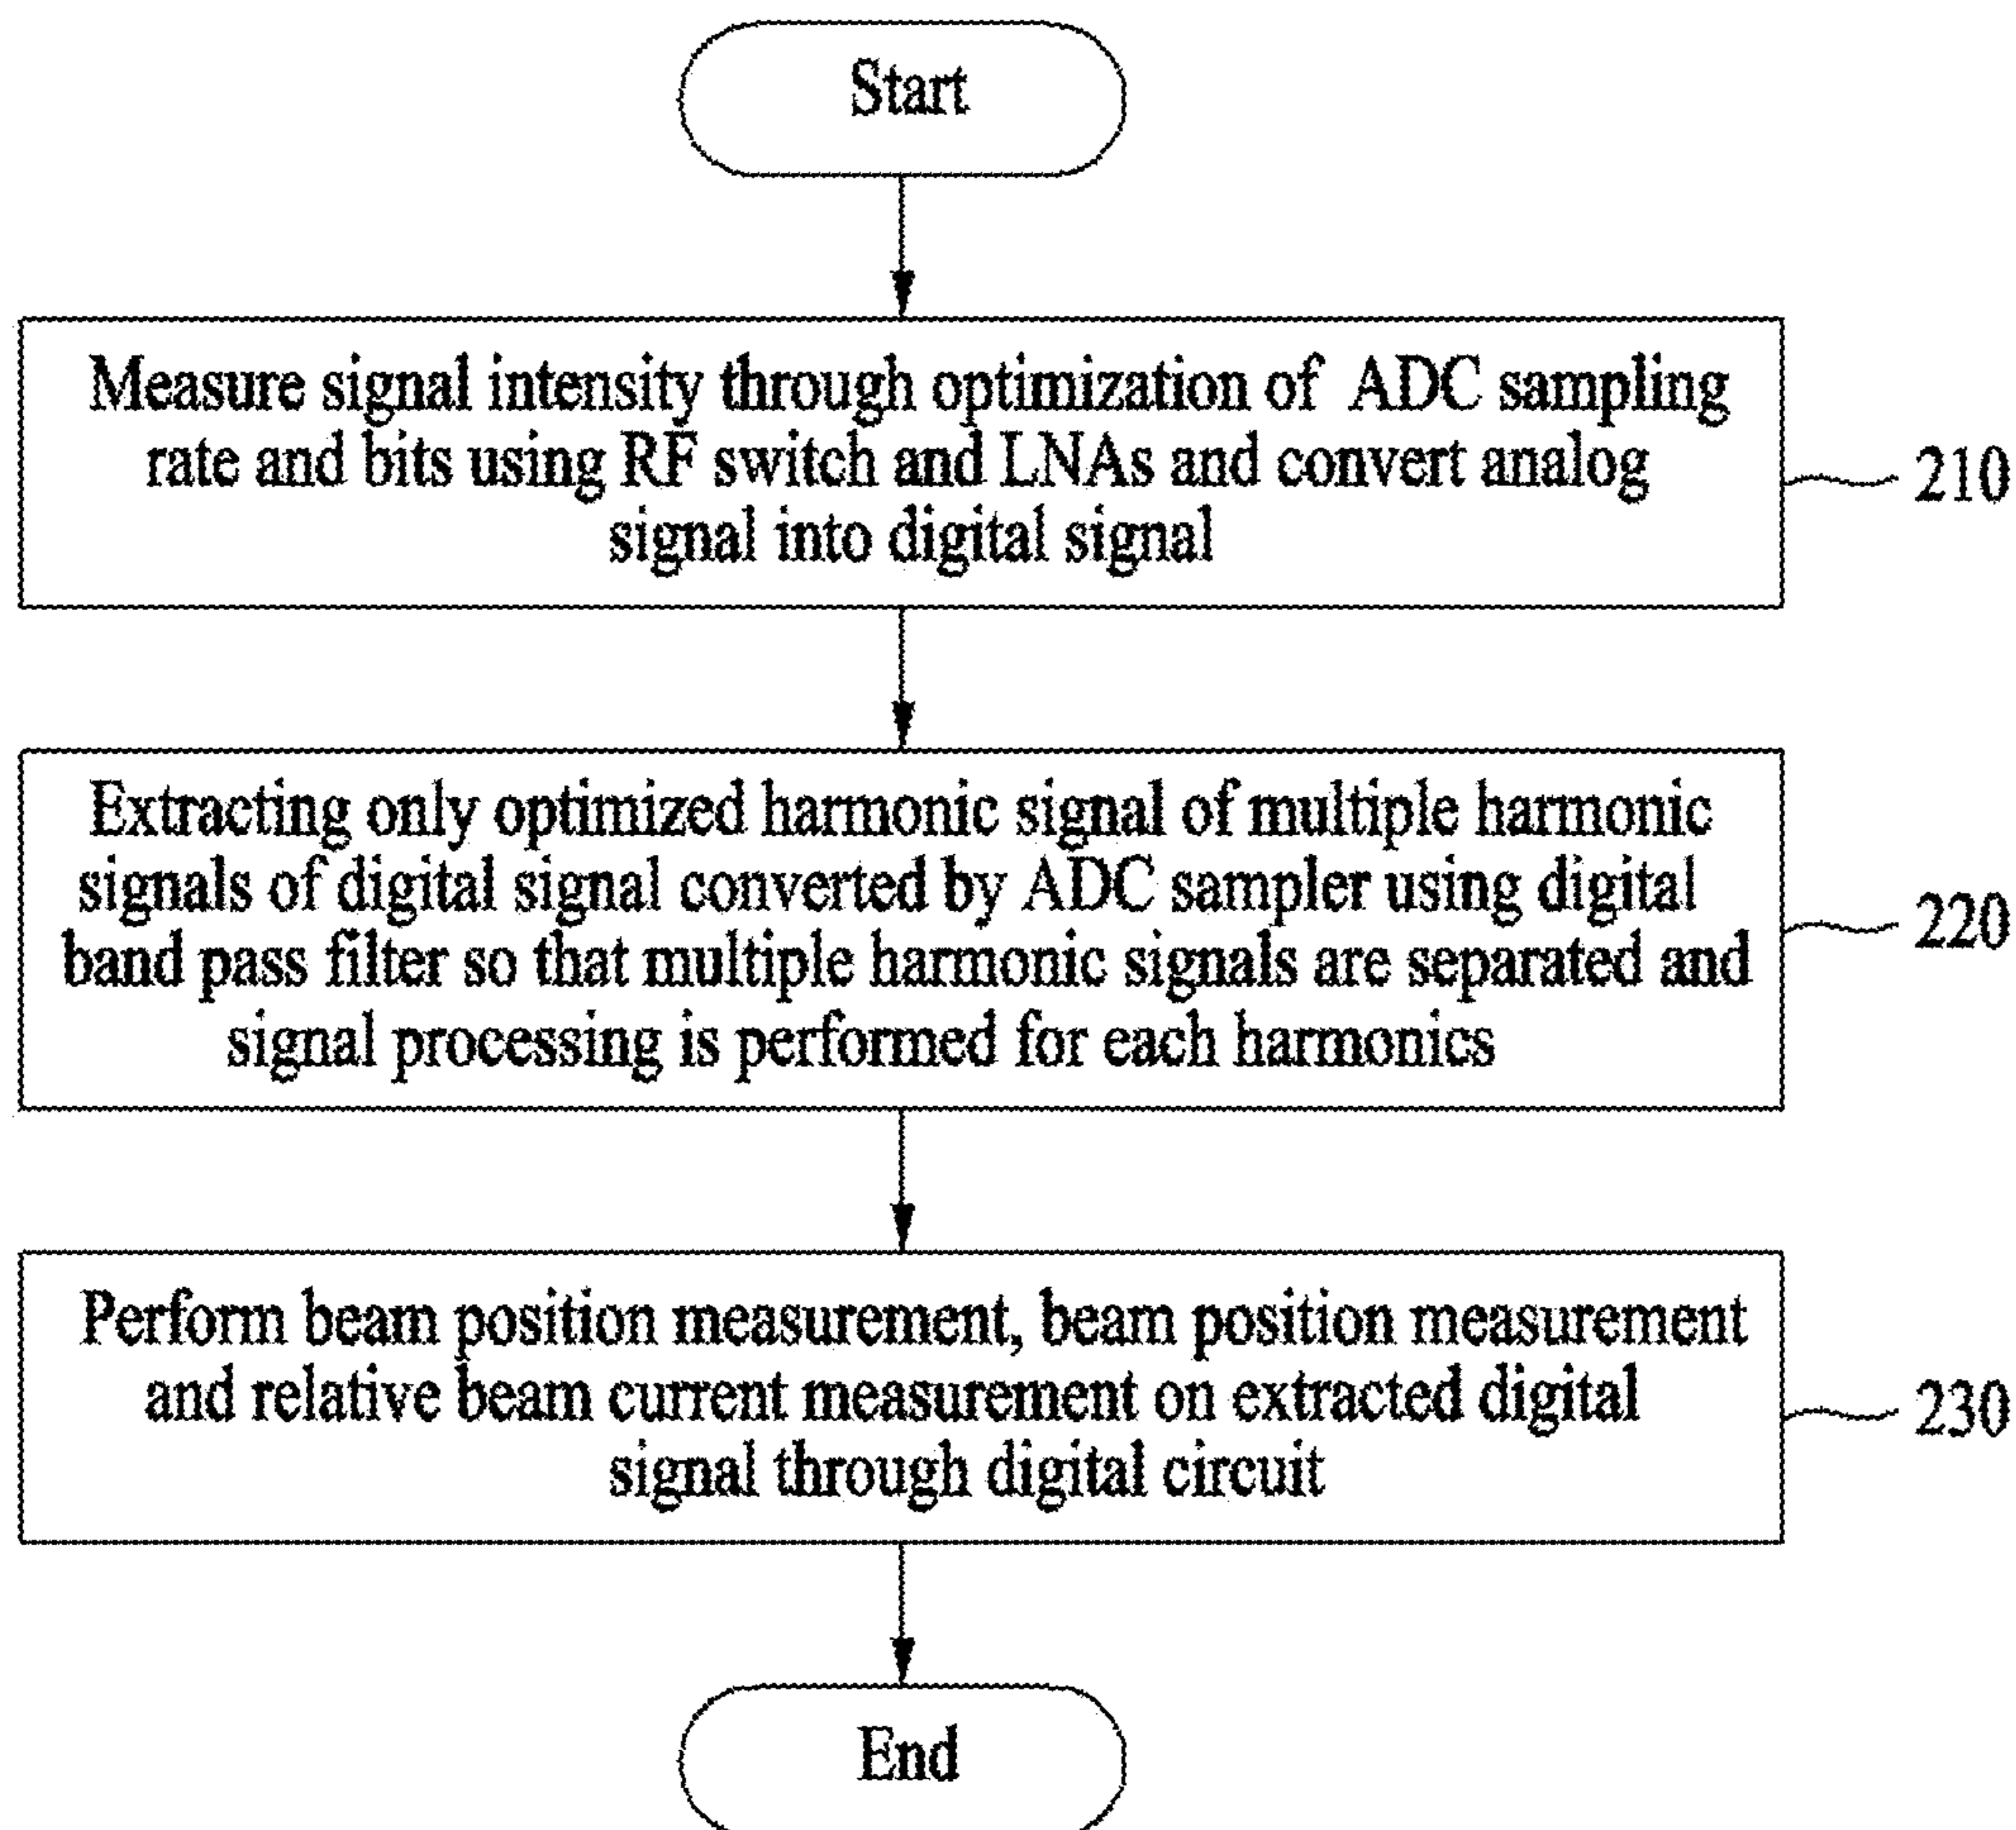 Start
Measure signal intensity through optimization of ADC sampling
rate and bits using RF switch and LNAs and convert analog
signal into digital signal
210
Extracting only optimized harmonic signal of multiple harmonic
signals of digital signal converted by ADC sampler using digital
band pass filter so that multiple harmonic signals are separated and
signal processing is performed for each harmonics
220
Perform beam position measurement, beam position measurement
and relative beam current measurement on extracted digital
signal through digital circuit
230
End